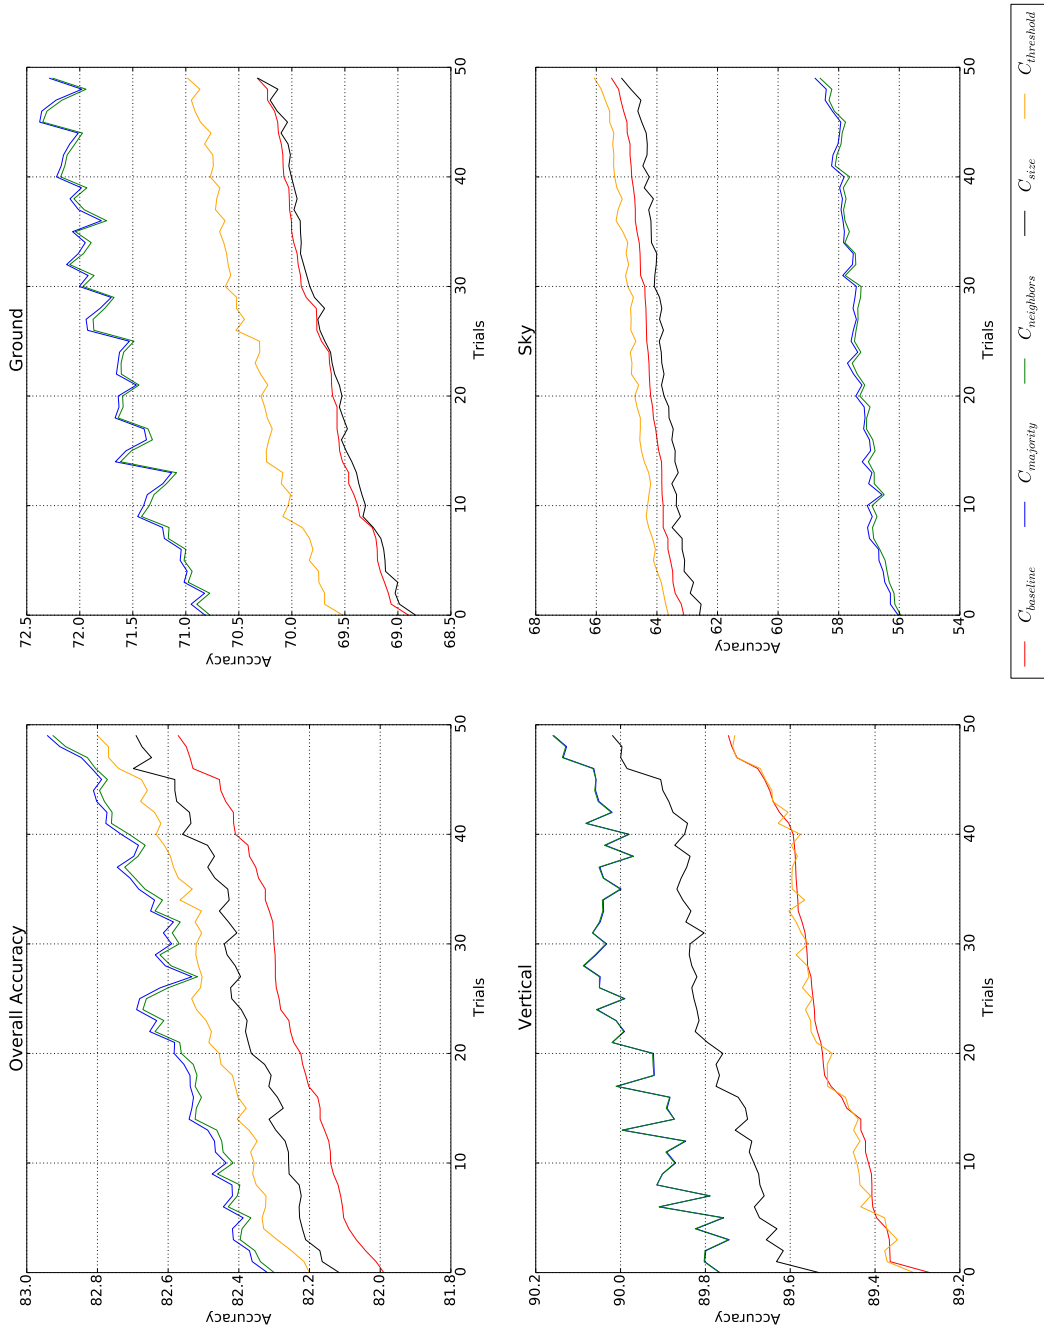 Overall Accuracy
83.0
82.8
82.6
82.4
82.2
82.0
81.8
Accuracy
0 10 20 30 40 50
Trials
Ground
72.5
72.0
71.5
71.0
70.5
70.0
69.5
69.0
68.5
Accuracy
0 10 20 30 40 50
Trials
Vertical
90.2
90.0
89.8
89.6
89.4
89.2
Accuracy
0 10 20 30 40 50
Trials
Sky
68
66
64
62
60
58
56
54
Accuracy
0 10 20 30 40 50
Trials
C_baseline C_majority C_neighbors C_size C_threshold